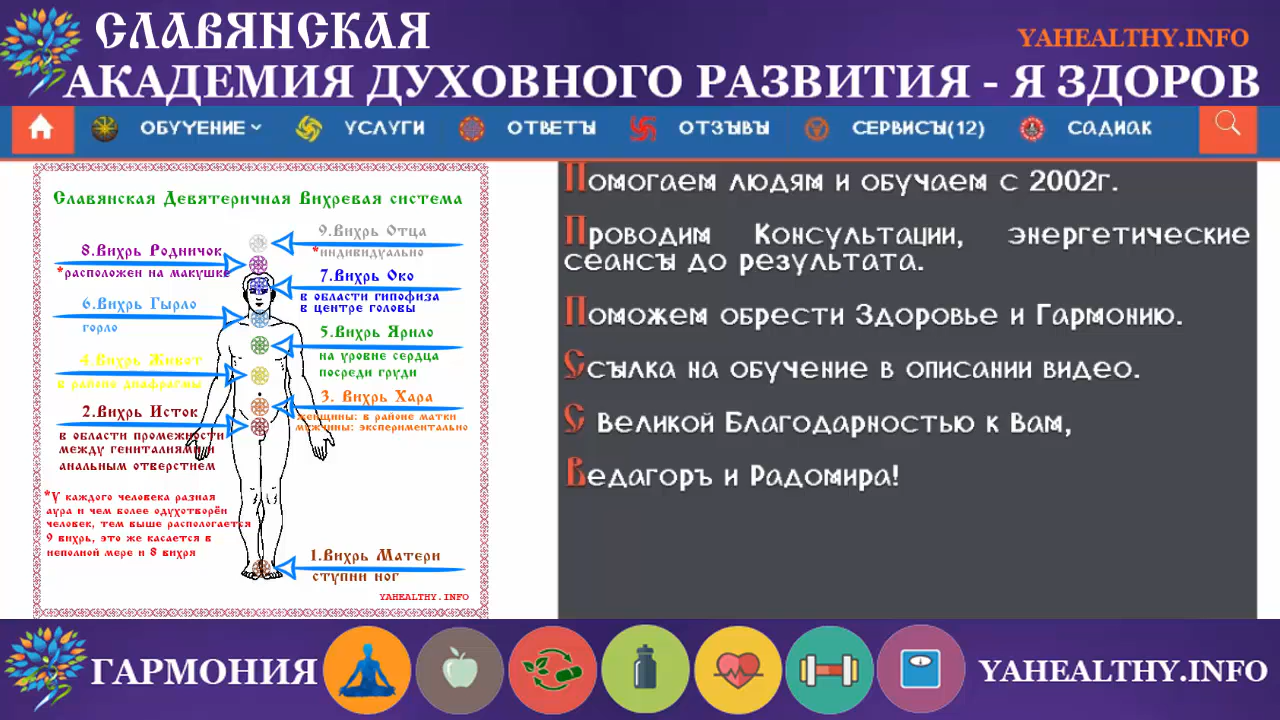 СЛАВЯНСКАЯ
АКАДЕМИЯ ДУХОВНОГО РАЗВИТИЯ - Я ЗДОРОВ
YAHEALTHY.INFO
ОБУЧЕНИЕ
УСЛУГИ
ОТВЕТЫ
ОТЗЫВЫ
СЕРВИСЫ(12)
САДИАК
Славянская Девятеричная Вихревая система
9.Вихрь Отца
*индивидуально
8.Вихрь Родничок
*расположен на макушке
7.Вихрь Око
в области гипофиза
в центре головы
6.Вихрь Гырло
горло
5.Вихрь Ярило
на уровне сердца
посреди груди
4.Вихрь Живот
в районе диафрагмы
3. Вихрь Хара
женщины: в районе матки
мужчины: экспериментально
2.Вихрь Исток
в области промежности
между гениталиями и
анальным отверстием
*У каждого человека разная
аура и чем более одухотворён
человек, тем выше распологается
9 вихрь, это же касается в
неполной мере и 8 вихря
1.Вихрь Матери
ступни ног
YAHEALTHY.INFO
Помогаем людям и обучаем с 2002г.
Проводим Консультации, энергетические
сеансы до результата.
Поможем обрести Здоровье и Гармонию.
Ссылка на обучение в описании видео.
С Великой Благодарностью к Вам,
Ведагоръ и Радомира!
ГАРМОНИЯ
YAHEALTHY.INFO